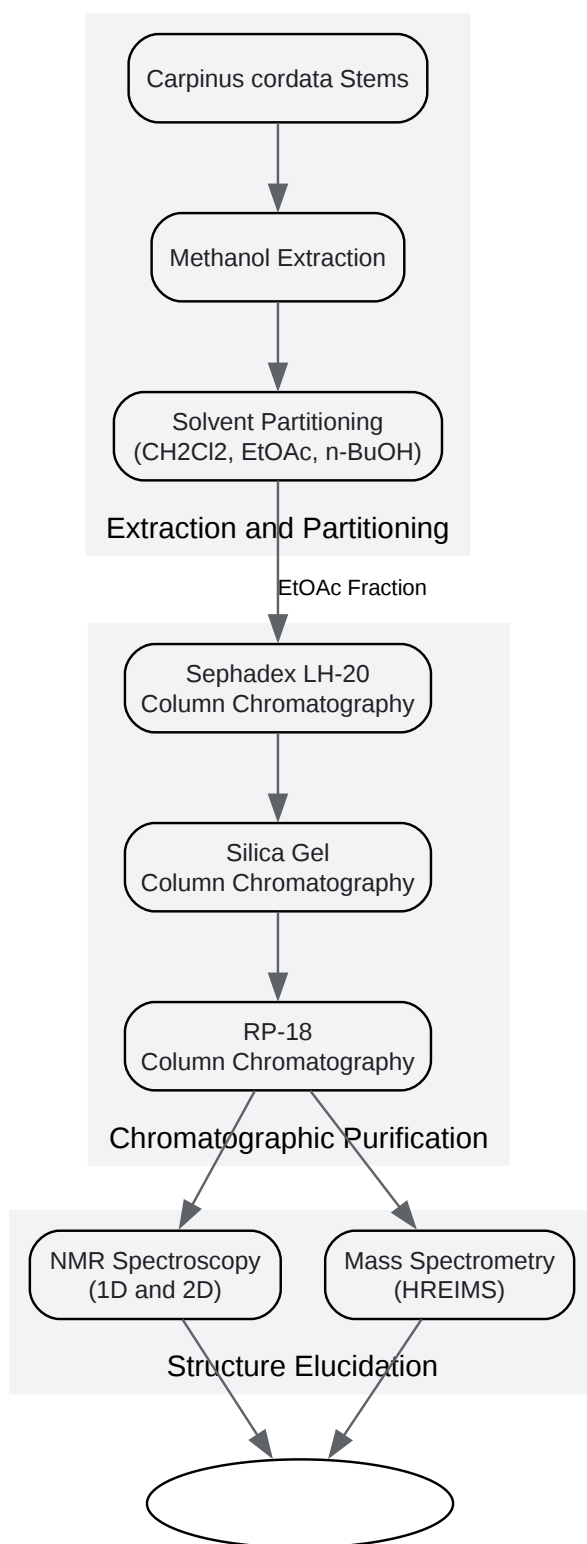 Carpinus cordata Stems
Methanol Extraction
Solvent Partitioning
(CH2Cl2, EtOAc, n-BuOH)
Extraction and Partitioning
EtOAc Fraction
Sephadex LH-20
Column Chromatography
Silica Gel
Column Chromatography
RP-18
Column Chromatography
Chromatographic Purification
NMR Spectroscopy
(1D and 2D)
Mass Spectrometry
(HREIMS)
Structure Elucidation